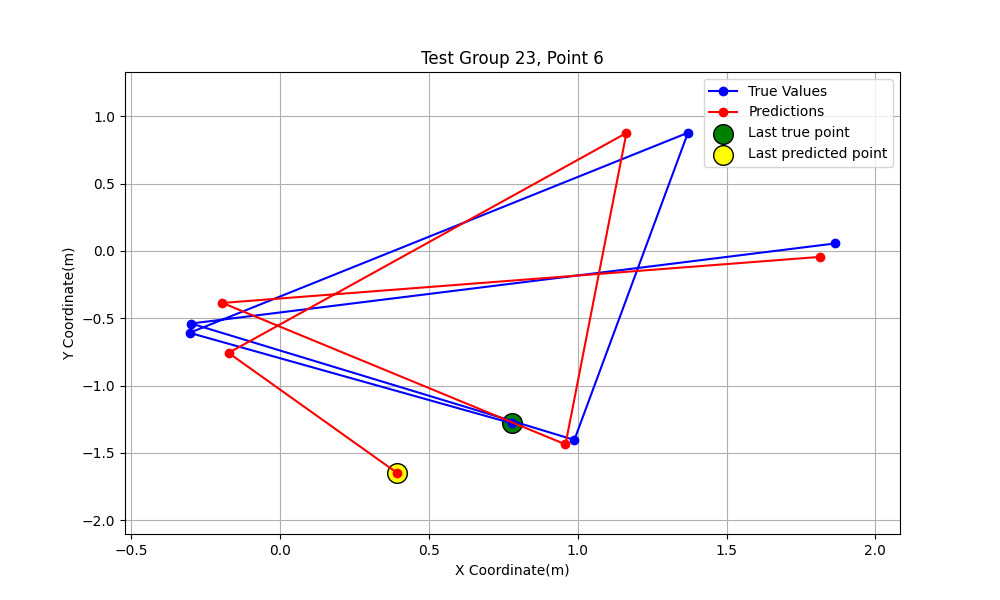 Test Group 23, Point 6
True Values
Predictions
Last true point
Last predicted point
Y Coordinate(m)
1.0
0.5
0.0
−0.5
−1.0
−1.5
−2.0
−0.5 0.0 0.5 1.0 1.5 2.0
X Coordinate(m)